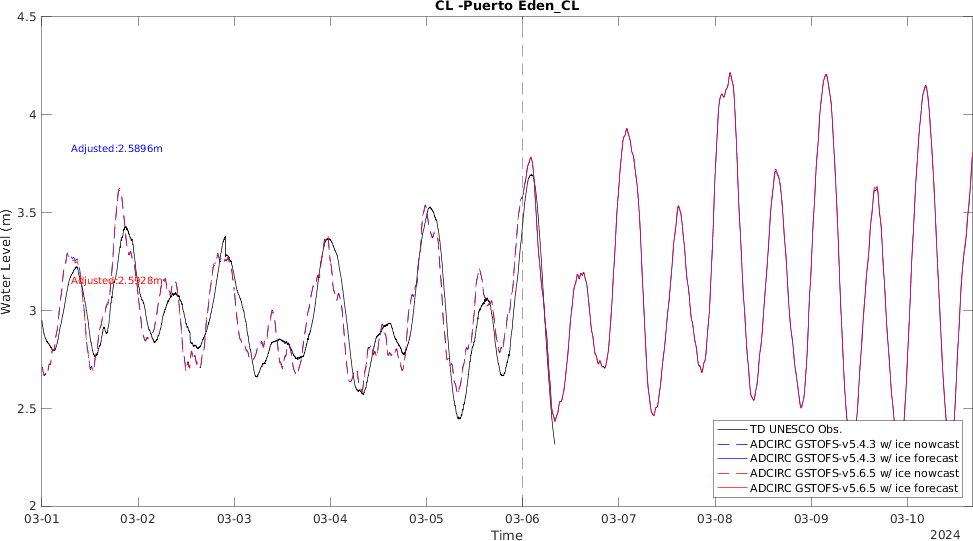 CL -Puerto Eden_CL
4.5
4
3.5
3
2.5
2
Water Level (m)
Adjusted:2.5896m
Adjusted:2.5928m
TD UNESCO Obs.
ADCIRC GSTOFS-v5.4.3 w/ ice nowcast
ADCIRC GSTOFS-v5.4.3 w/ ice forecast
ADCIRC GSTOFS-v5.6.5 w/ ice nowcast
ADCIRC GSTOFS-v5.6.5 w/ ice forecast
03-01 03-02 03-03 03-04 03-05 03-06 03-07 03-08 03-09 03-10
Time
2024